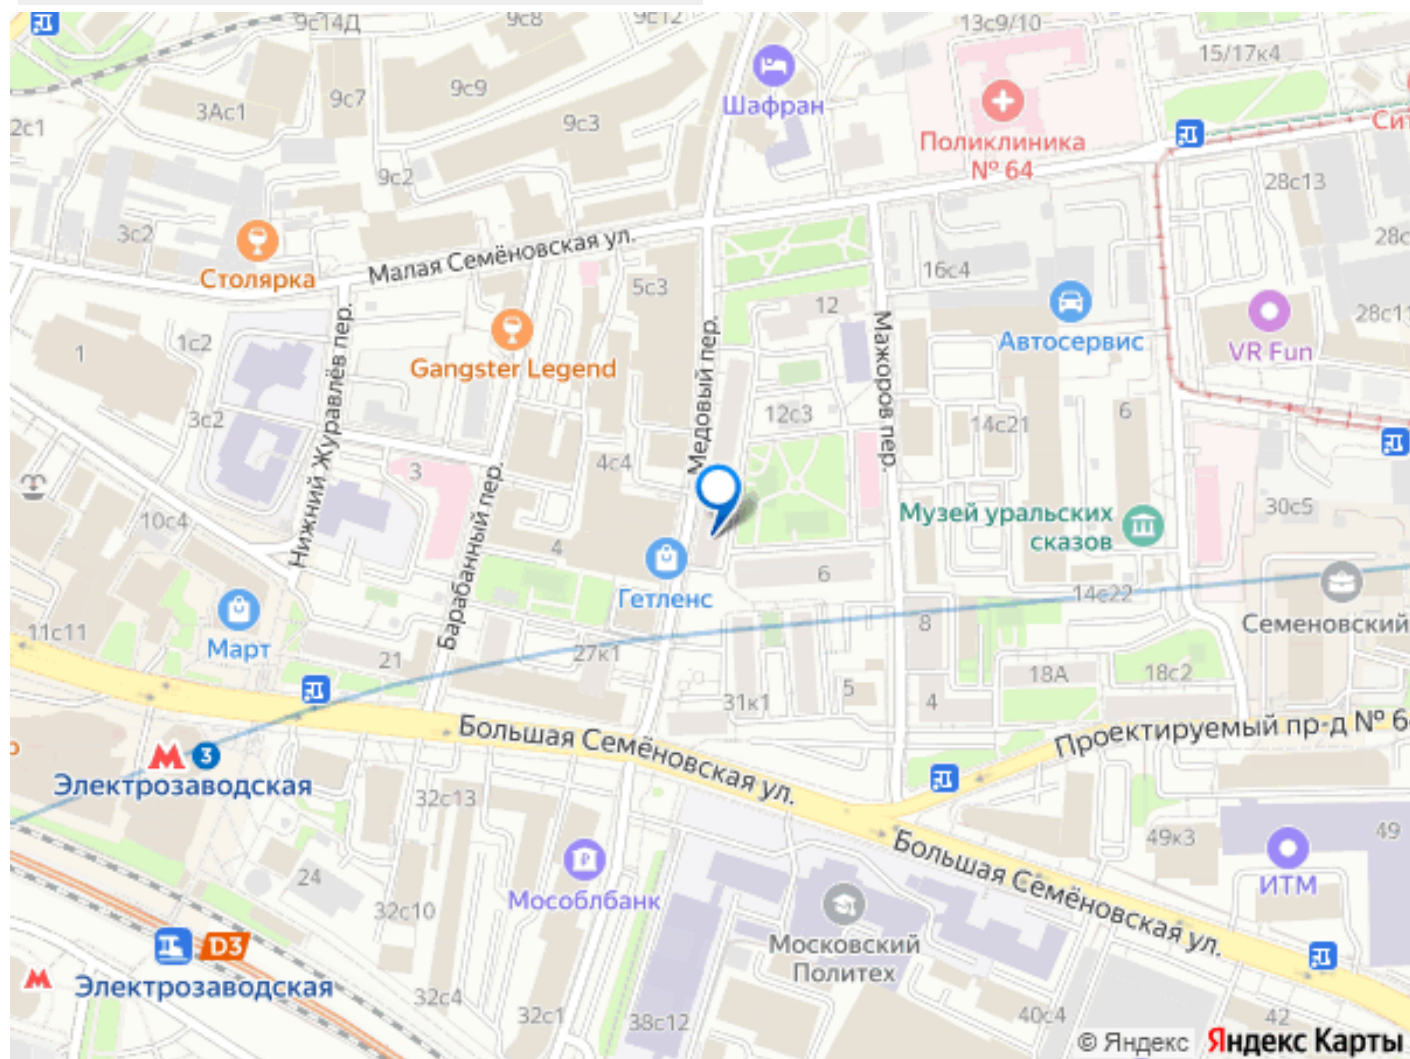 9с14Д
9с8
9с12
13с9/10
15/17к4
9с9
9с7
3Ас1
9с3
Шафран
Поликлиника
№ 64
Сит
2с1
9с2
28с13
3с2
Столярка
Малая Семёновская ул.
5с3
16с4
28с
12
Автосервис
VR Fun
28с11
1
1с2
Gangster Legend
Нижний Журавлёв пер.
Медовый пер.
Мажоров пер.
3с2
12с3
14с21
6
3
4с4
10с4
Барабанный пер.
Музей уральских
сказов
30с5
4
Гетленс
6
14с22
Март
11с11
21
27к1
8
Семеновский
18А
18с2
31к1
5
4
Большая Семёновская ул.
Проектируемый пр-д № 6
3
Электрозаводская
32с13
49к3
49
Большая Семёновская ул.
ИТМ
24
Мособлбанк
32с10
Московский
Политех
D3
Электрозаводская
32с4
32с1
38с12
40с4
42
© Яндекс Яндекс Карты